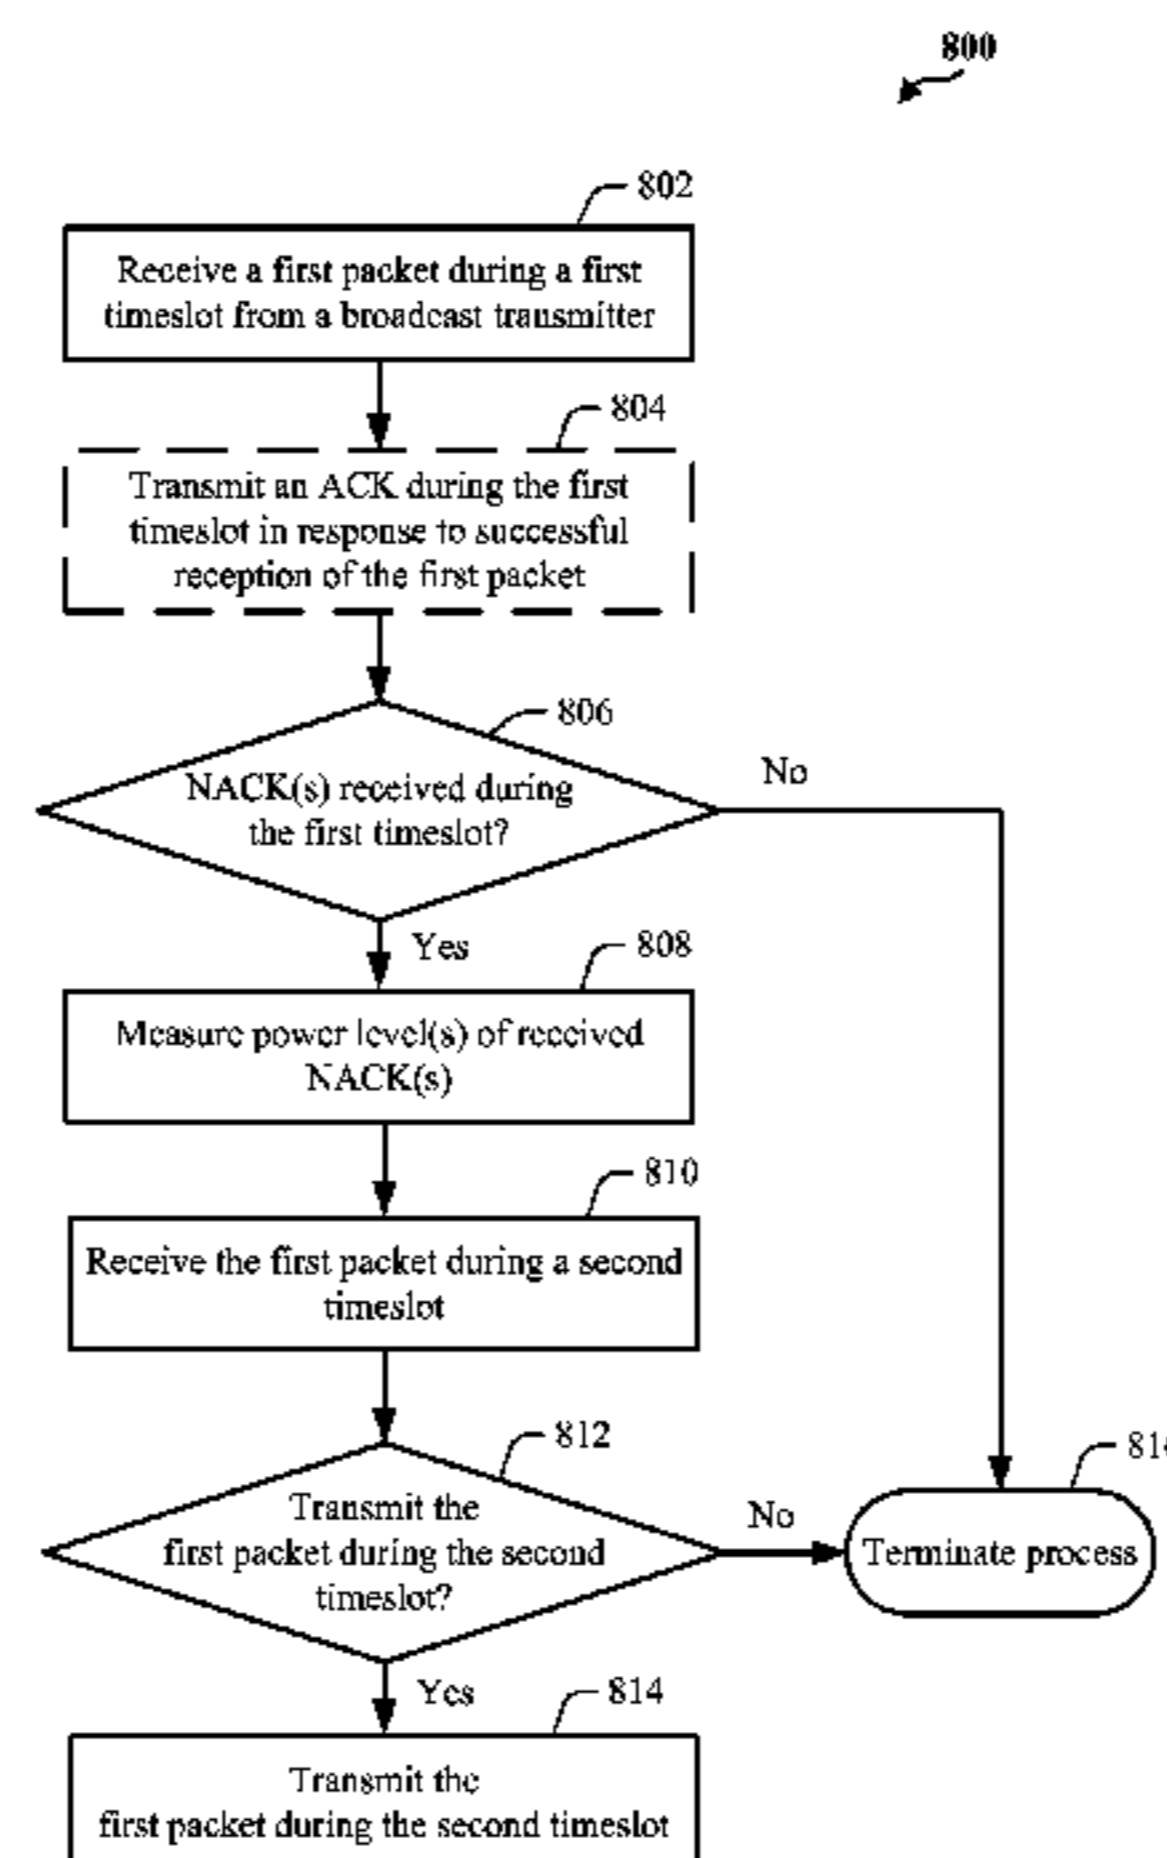 800
802
Receive a first packet during a first
timeslot from a broadcast transmitter
804
Transmit an ACK during the first
timeslot in response to successful
reception of the first packet
806
NACK(s) received during
the first timeslot?
No
Yes
808
Measure power level(s) of received
NACK(s)
810
Receive the first packet during a second
timeslot
812
Transmit the
first packet during the second
timeslot?
No
Terminate process
Yes
814
Transmit the
first packet during the second timeslot